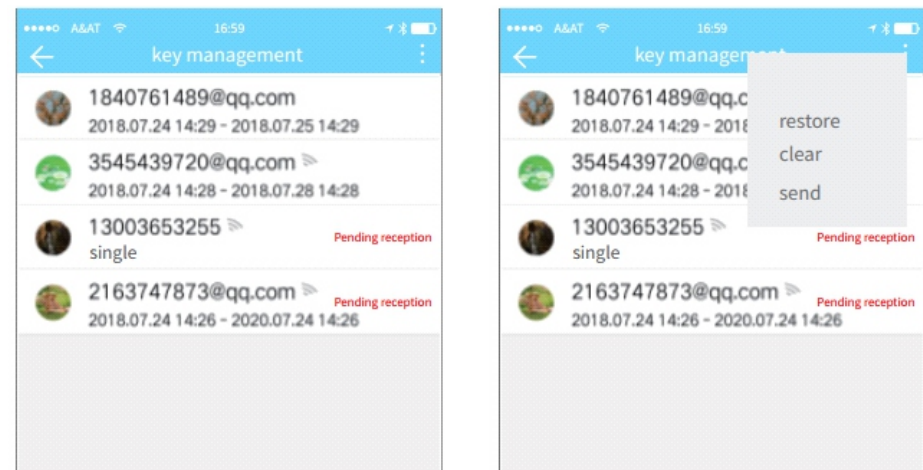 A&AT 16:59
key management
1840761489@qq.com
2018.07.24 14:29 - 2018.07.25 14:29
3545439720@qq.com
2018.07.24 14:28 - 2018.07.28 14:28
13003653255
single
Pending reception
2163747873@qq.com
Pending reception
2018.07.24 14:26 - 2020.07.24 14:26
A&AT 16:59
key manage
1840761489@qq.c
2018.07.24 14:29 - 2018
restore
clear
3545439720@qq.c
2018.07.24 14:28 - 2018
send
13003653255
single
Pending reception
2163747873@qq.com
Pending reception
2018.07.24 14:26 - 2020.07.24 14:26